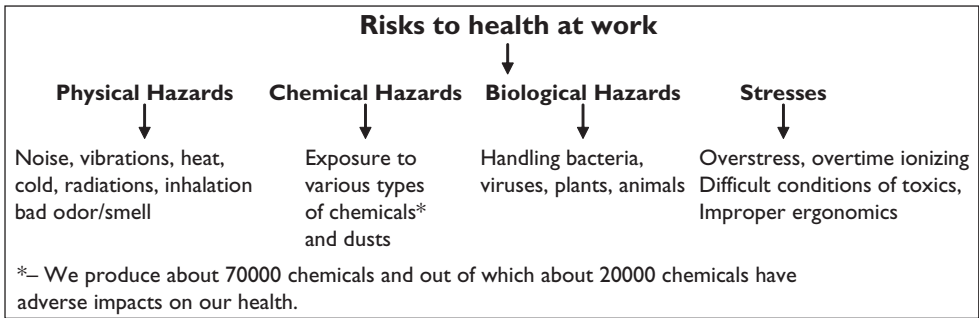 Risks to health at work
Physical Hazards
Chemical Hazards
Biological Hazards
Stresses
Noise, vibrations, heat,
cold, radiations, inhalation
bad odor/smell
Exposure to
various types
of chemicals*
and dusts
Handling bacteria,
viruses, plants, animals
Overstress, overtime ionizing
Difficult conditions of toxics,
Improper ergonomics
*– We produce about 70000 chemicals and out of which about 20000 chemicals have
adverse impacts on our health.